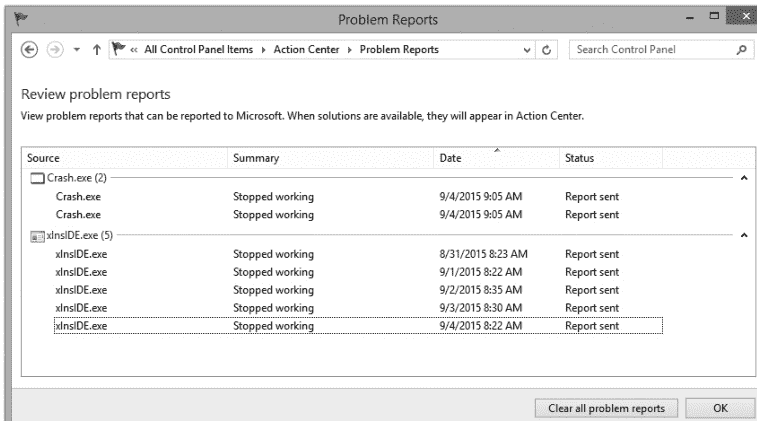 Problem Reports
« All Control Panel Items Action Center Problem Reports Search Control Panel
Review problem reports
View problem reports that can be reported to Microsoft. When solutions are available, they will appear in Action Center.
Source Summary Date Status
Crash.exe (2)
Crash.exe Stopped working 9/4/2015 9:05 AM Report sent
Crash.exe Stopped working 9/4/2015 9:05 AM Report sent
xInsIDE.exe (5)
xInsIDE.exe Stopped working 8/31/2015 8:23 AM Report sent
xInsIDE.exe Stopped working 9/1/2015 8:22 AM Report sent
xInsIDE.exe Stopped working 9/2/2015 8:35 AM Report sent
xInsIDE.exe Stopped working 9/3/2015 8:30 AM Report sent
xInsIDE.exe Stopped working 9/4/2015 8:22 AM Report sent
Clear all problem reports OK